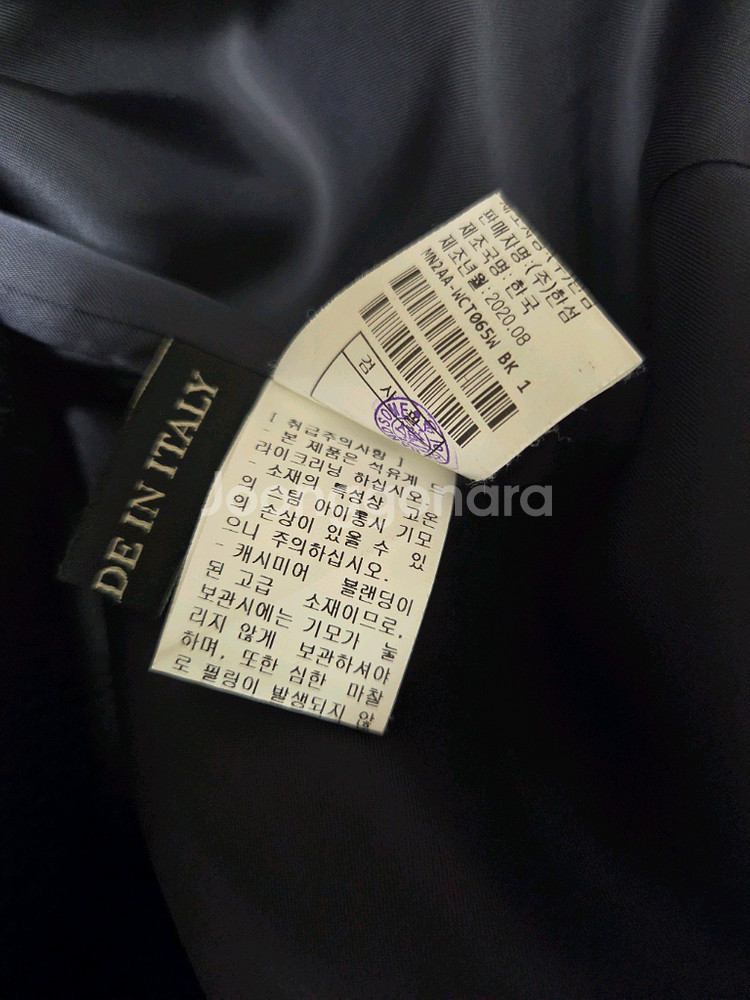 판매자명:(주)한섬
제조국명:한국
제조년월:2020.08
MN2AA-WCT065W BK 1
검 사
DE IN ITALY
[ 취급주의사항 ]
- 본 제품은 석유계
라이크리닝 하십시오.
- 소재의 특성상 고온
의 스팀 아이롱시 기모
의 손상이 있을 수 있
으니 주의하십시오.
- 캐시미어 블랜딩이
된 고급 소재이므로,
보관시에는 기모가 눌
리지 않게 보관하셔야
하며, 또한 심한 마찰
로 필링이 발생되지 않
Joonggonara